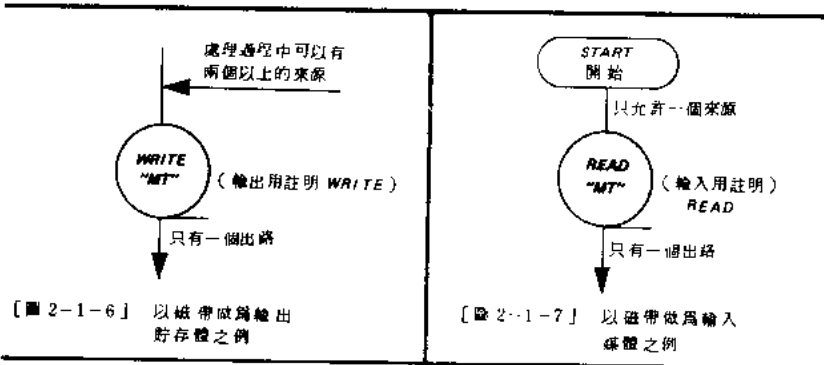 處理過程中可以有
兩個以上的來源
WRITE
"MT"
(輸出用註明 WRITE)
只有一個出路
[圖 2-1-6] 以磁帶做爲輸出
貯存體之例
START
開始
只允許一個來源
READ
"MT"
(輸入用註明)
READ
只有一個出路
[圖 2-1-7] 以磁帶做爲輸入
媒體之例